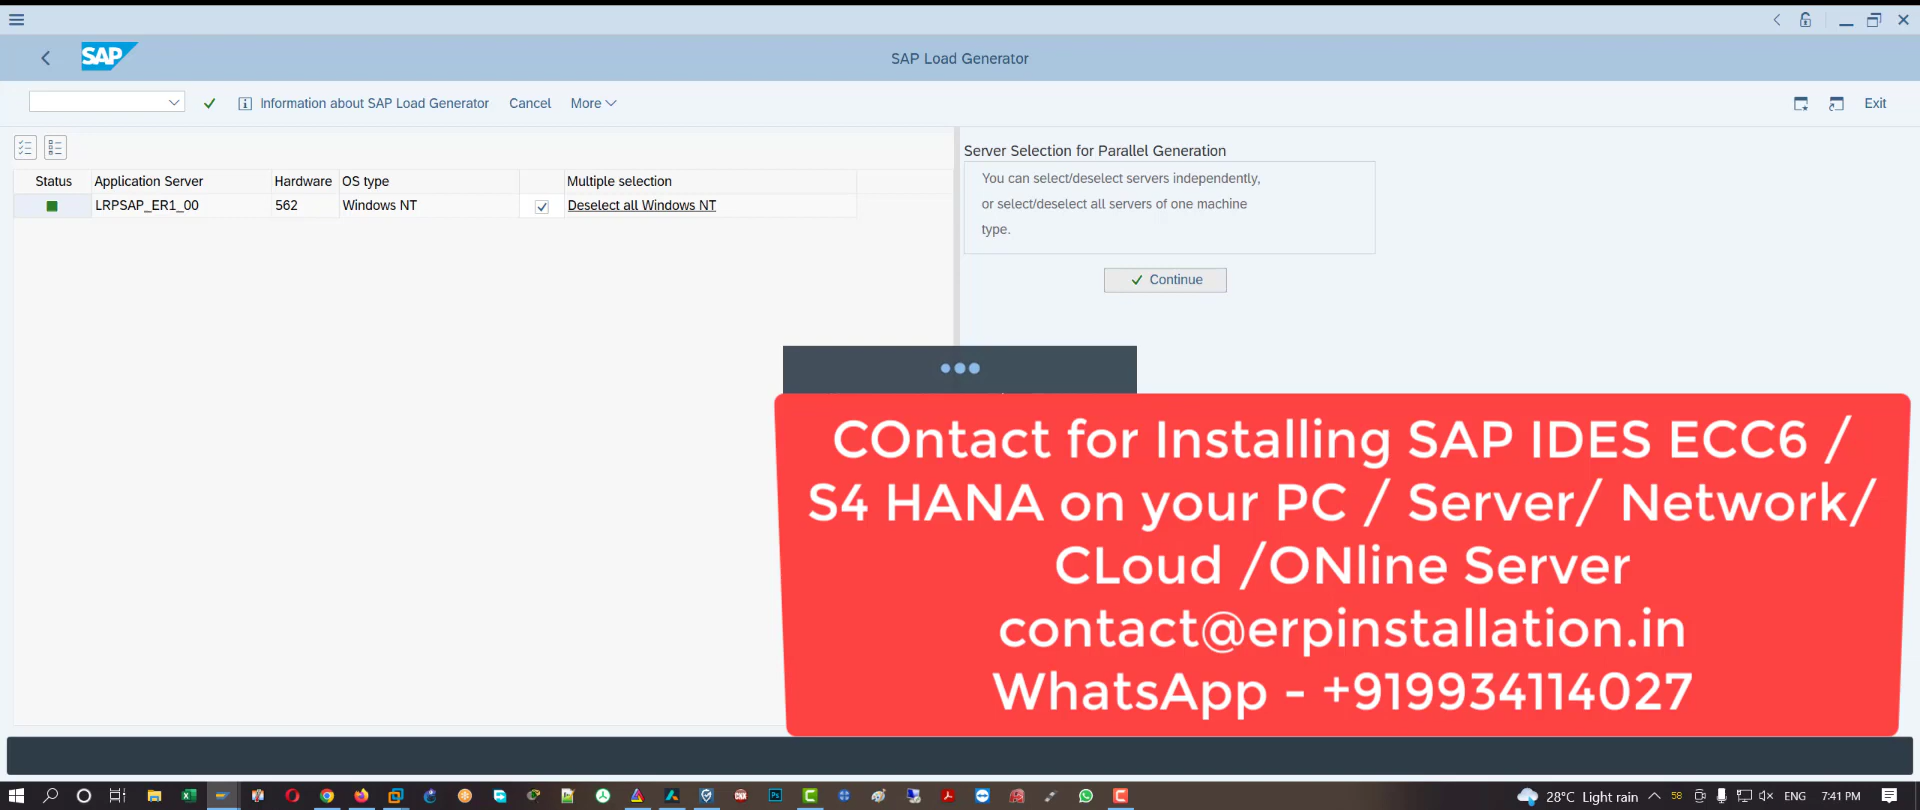 SAP
SAP Load Generator
Information about SAP Load Generator
Cancel
More
Exit
Status
Application Server
Hardware
OS type
Multiple selection
LRPSAP_ER1_00
562
Windows NT
Deselect all Windows NT
Server Selection for Parallel Generation
You can select/deselect servers independently,
or select/deselect all servers of one machine
type.
Continue
COntact for Installing SAP IDES ECC6 /
S4 HANA on your PC / Server/ Network/
CLoud /ONline Server
contact@erpinstallation.in
WhatsApp - +919934114027
28°C Light rain
58
ENG
7:41 PM